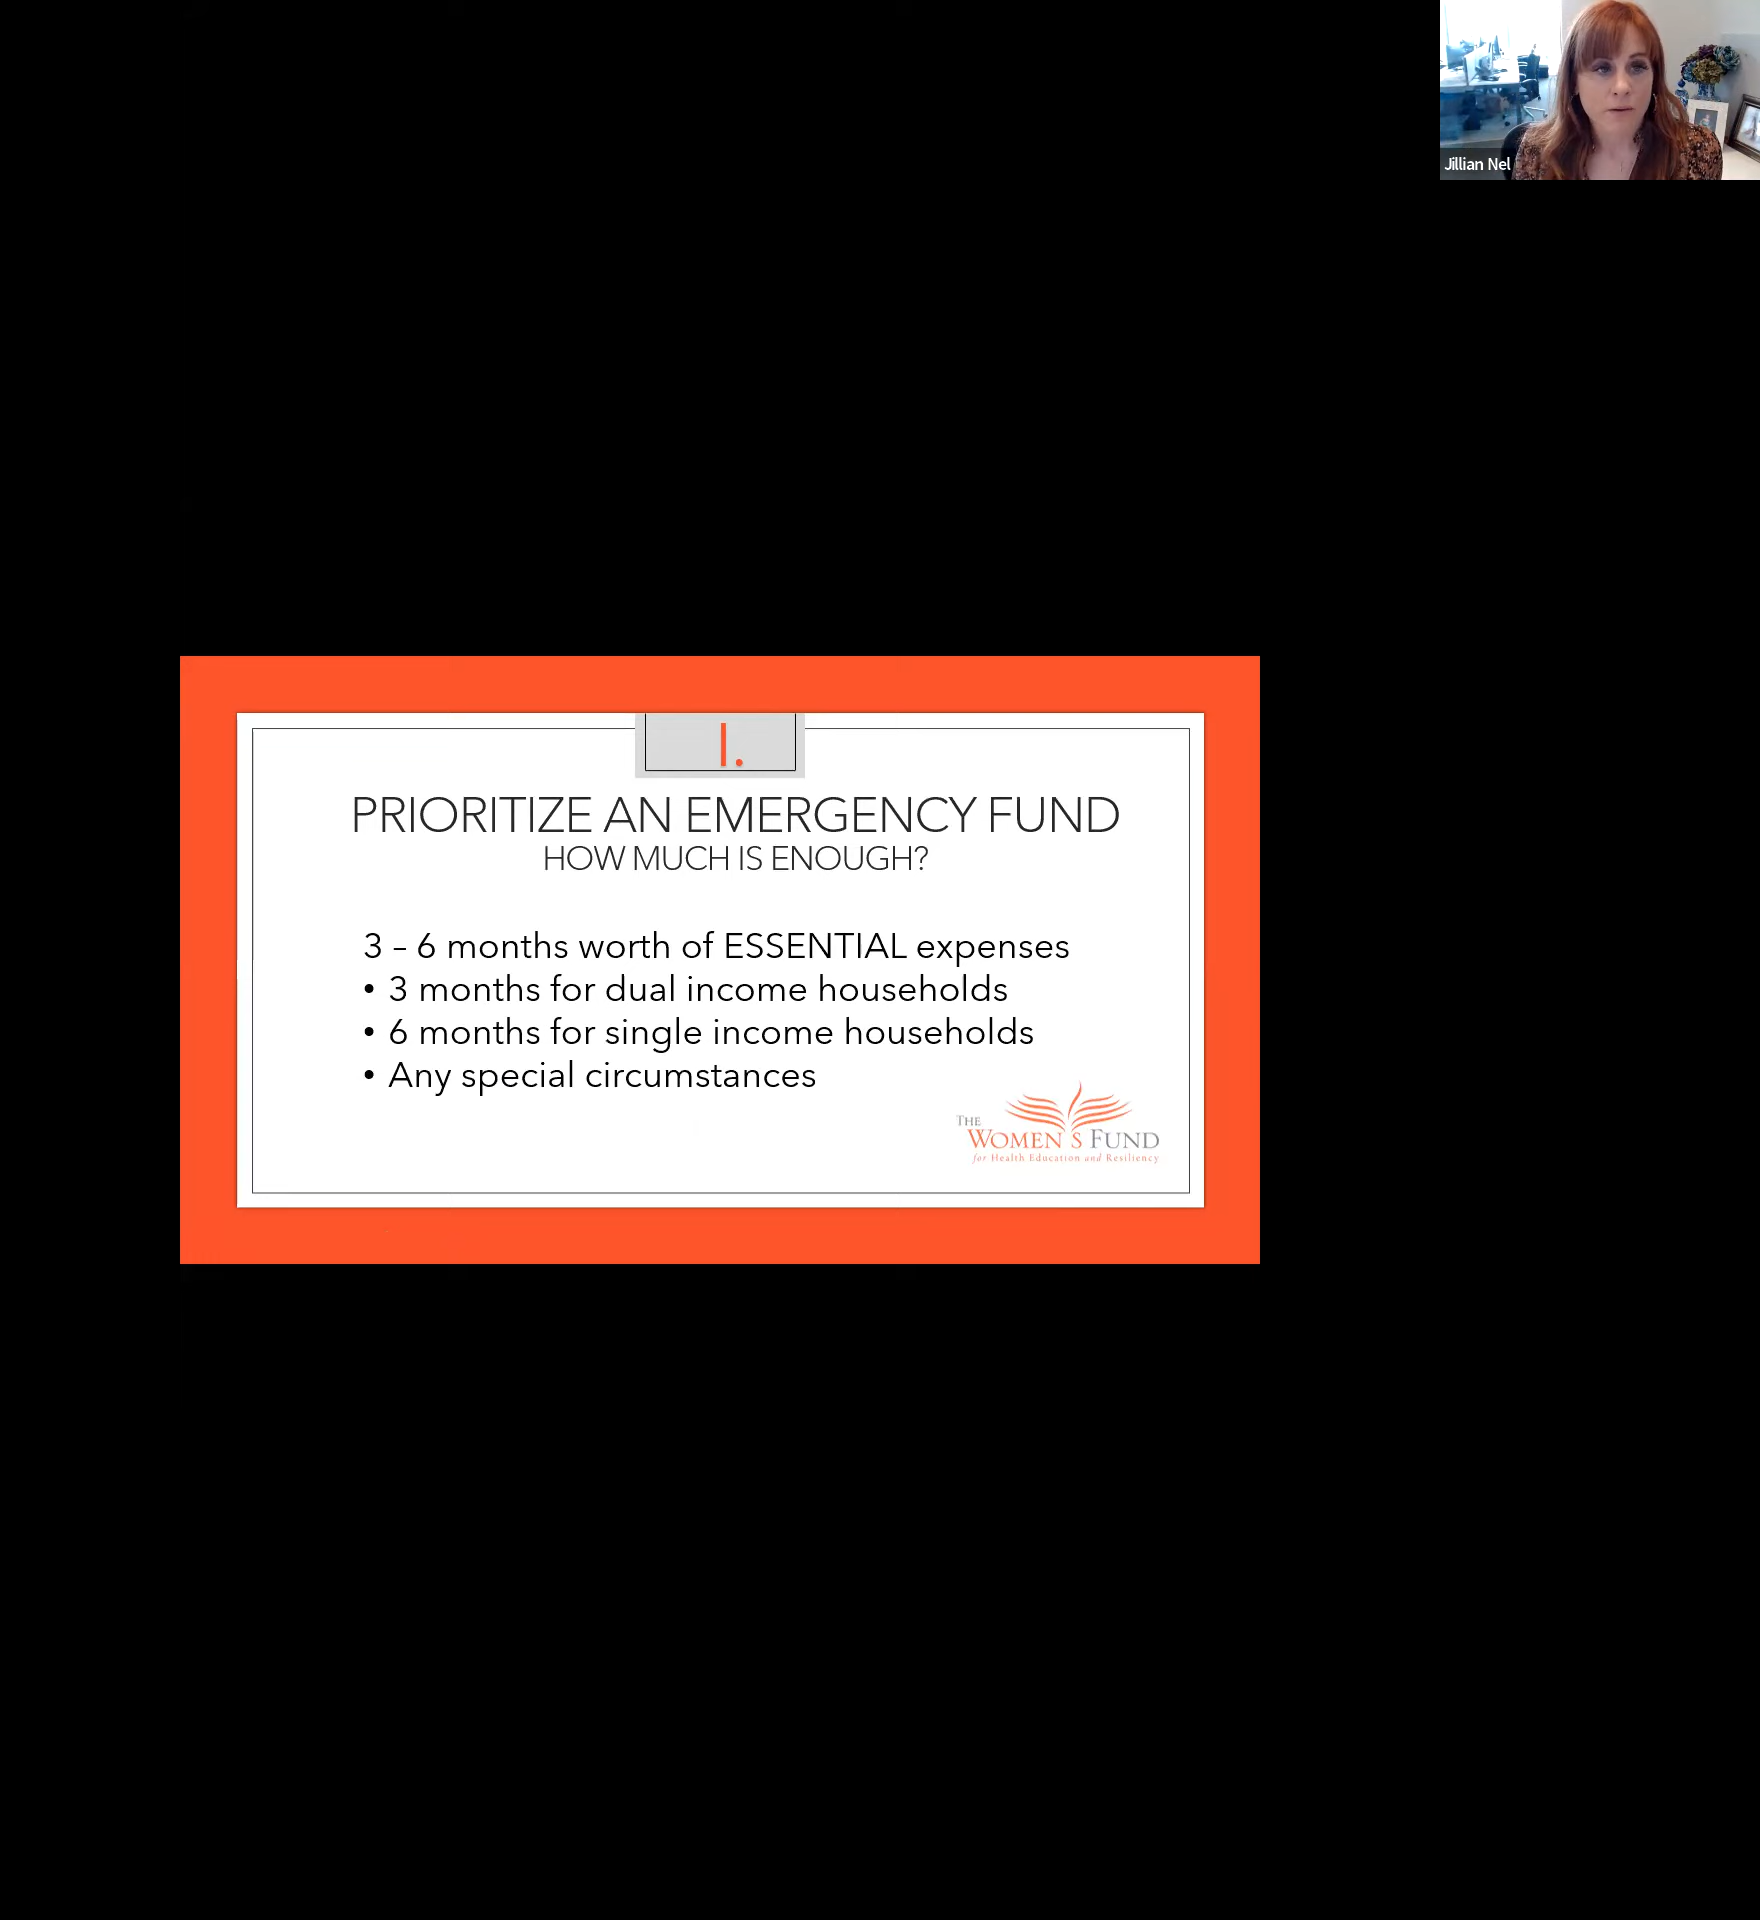 Jillian Nel
I.
PRIORITIZE AN EMERGENCY FUND
HOW MUCH IS ENOUGH?
3 – 6 months worth of ESSENTIAL expenses
• 3 months for dual income households
• 6 months for single income households
• Any special circumstances
THE
WOMEN'S FUND
for Health Education and Resiliency